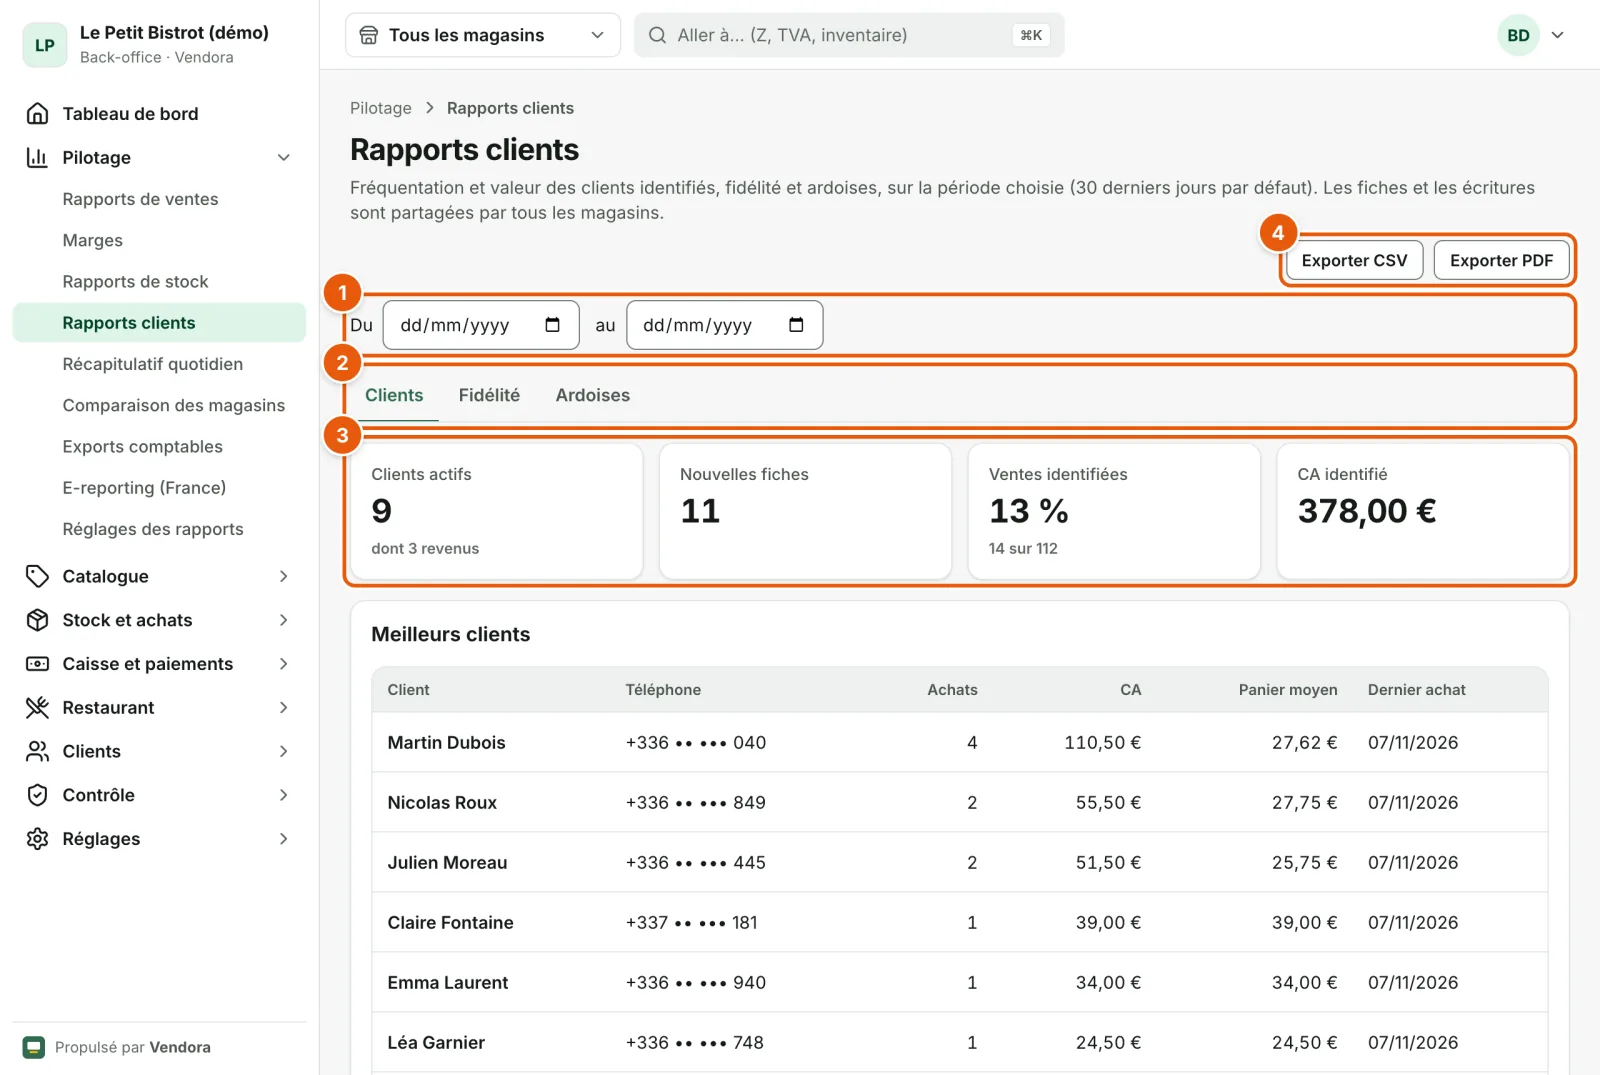 LP
Le Petit Bistrot (démo)
Back-office · Vendora
Tous les magasins
Aller à... (Z, TVA, inventaire)
⌘K
BD
Tableau de bord
Pilotage
Rapports de ventes
Marges
Rapports de stock
Rapports clients
Récapitulatif quotidien
Comparaison des magasins
Exports comptables
E-reporting (France)
Réglages des rapports
Catalogue
Stock et achats
Caisse et paiements
Restaurant
Clients
Contrôle
Réglages
Propulsé par Vendora
Pilotage > Rapports clients
Rapports clients
Fréquentation et valeur des clients identifiés, fidélité et ardoises, sur la période choisie (30 derniers jours par défaut). Les fiches et les écritures
sont partagées par tous les magasins.
4
Exporter CSV
Exporter PDF
1
Du dd/mm/yyyy au dd/mm/yyyy
2
Clients Fidélité Ardoises
3
Clients actifs
9
dont 3 revenus
Nouvelles fiches
11
Ventes identifiées
13 %
14 sur 112
CA identifié
378,00 €
Meilleurs clients
Client Téléphone Achats CA Panier moyen Dernier achat
Martin Dubois +336 •• ••• 040 4 110,50 € 27,62 € 07/11/2026
Nicolas Roux +336 •• ••• 849 2 55,50 € 27,75 € 07/11/2026
Julien Moreau +336 •• ••• 445 2 51,50 € 25,75 € 07/11/2026
Claire Fontaine +337 •• ••• 181 1 39,00 € 39,00 € 07/11/2026
Emma Laurent +336 •• ••• 940 1 34,00 € 34,00 € 07/11/2026
Léa Garnier +336 •• ••• 748 1 24,50 € 24,50 € 07/11/2026